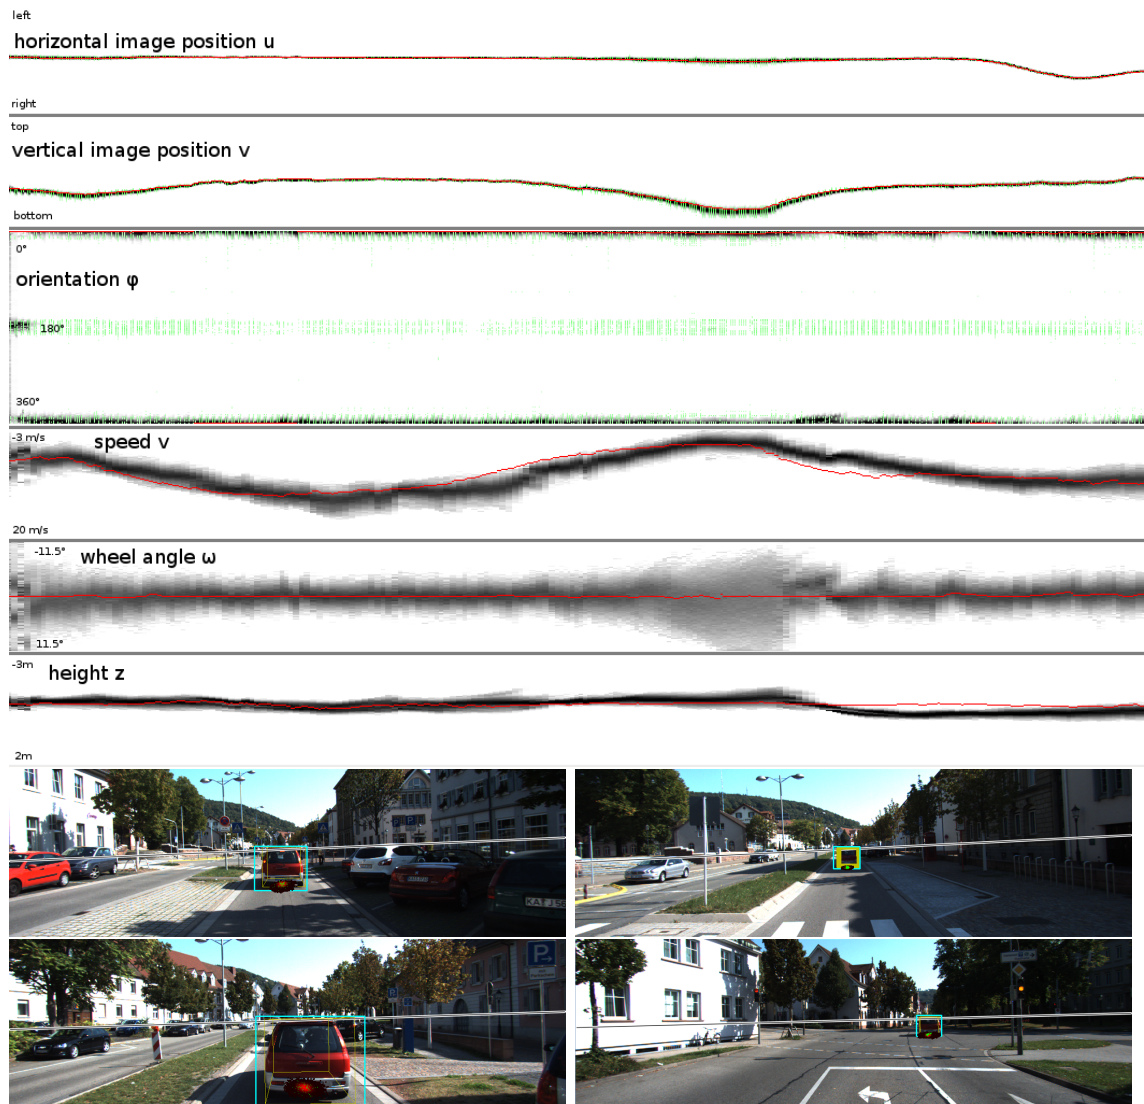 left
horizontal image position u
right
top
vertical image position v
bottom
0°
orientation φ
180°
360°
-3 m/s
speed v
20 m/s
-11.5°
wheel angle ω
11.5°
-3m
height z
2m
P P
P
P